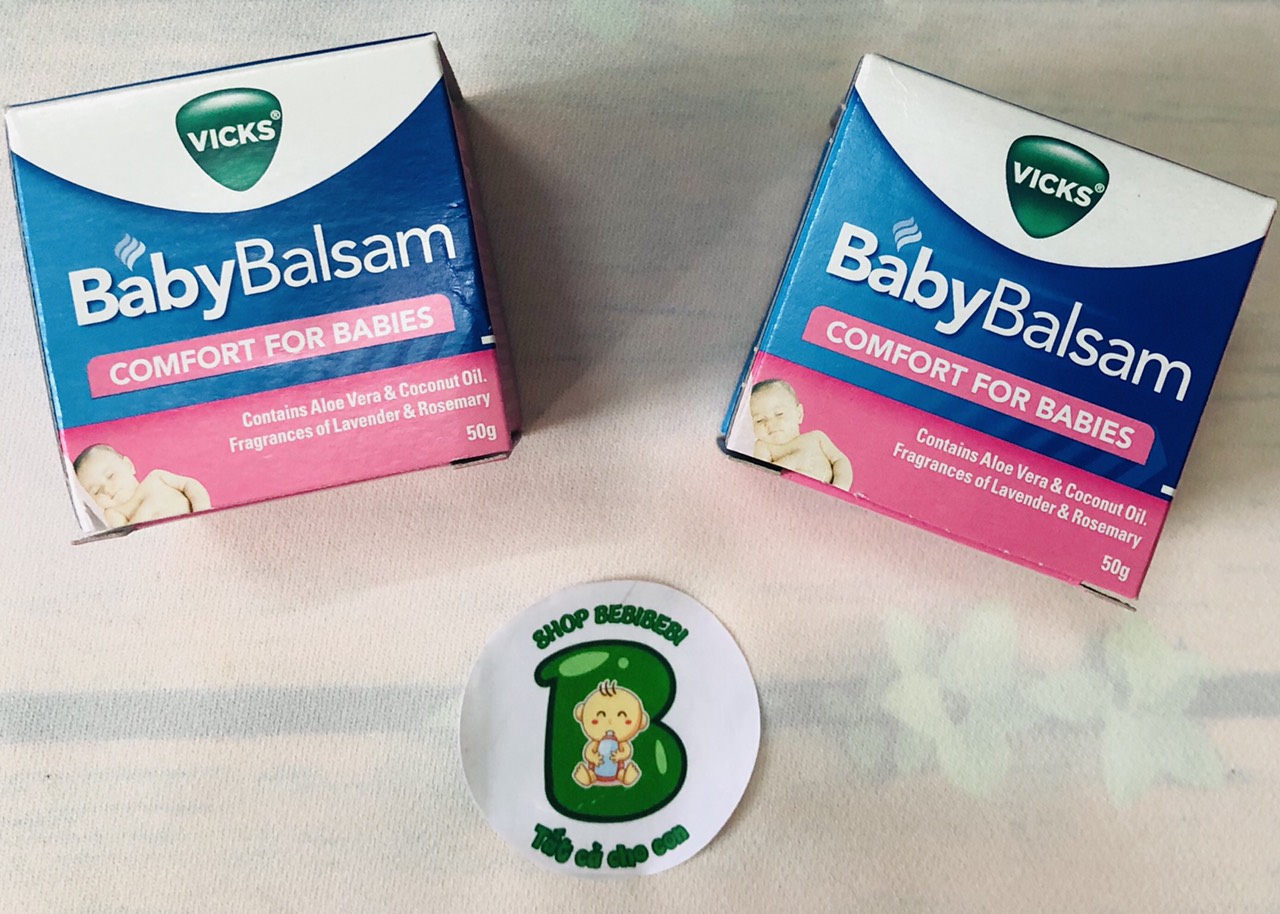 VICKS®
BabyBalsam
COMFORT FOR BABIES
Contains Aloe Vera & Coconut Oil.
Fragrances of Lavender & Rosemary
50g
VICKS®
BabyBalsam
COMFORT FOR BABIES
Contains Aloe Vera & Coconut Oil.
Fragrances of Lavender & Rosemary
50g
SHOP BEBIBEBI
B
Tất cả cho con